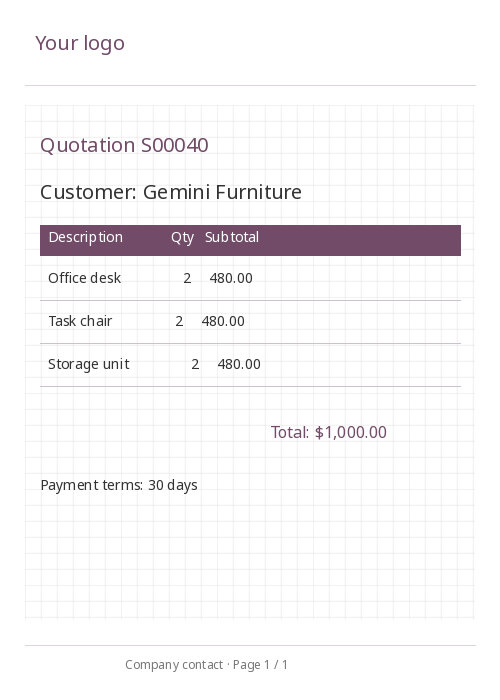 Your logo
Quotation S00040
Customer: Gemini Furniture
Description Qty Subtotal
Office desk 2 480.00
Task chair 2 480.00
Storage unit 2 480.00
Total: $1,000.00
Payment terms: 30 days
Company contact · Page 1 / 1